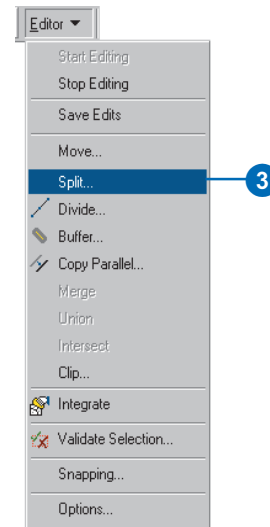 Editor
Start Editing
Stop Editing
Save Edits
Move...
Split...
3
Divide...
Buffer...
Copy Parallel...
Merge
Union
Intersect
Clip...
Integrate
Validate Selection...
Snapping...
Options...